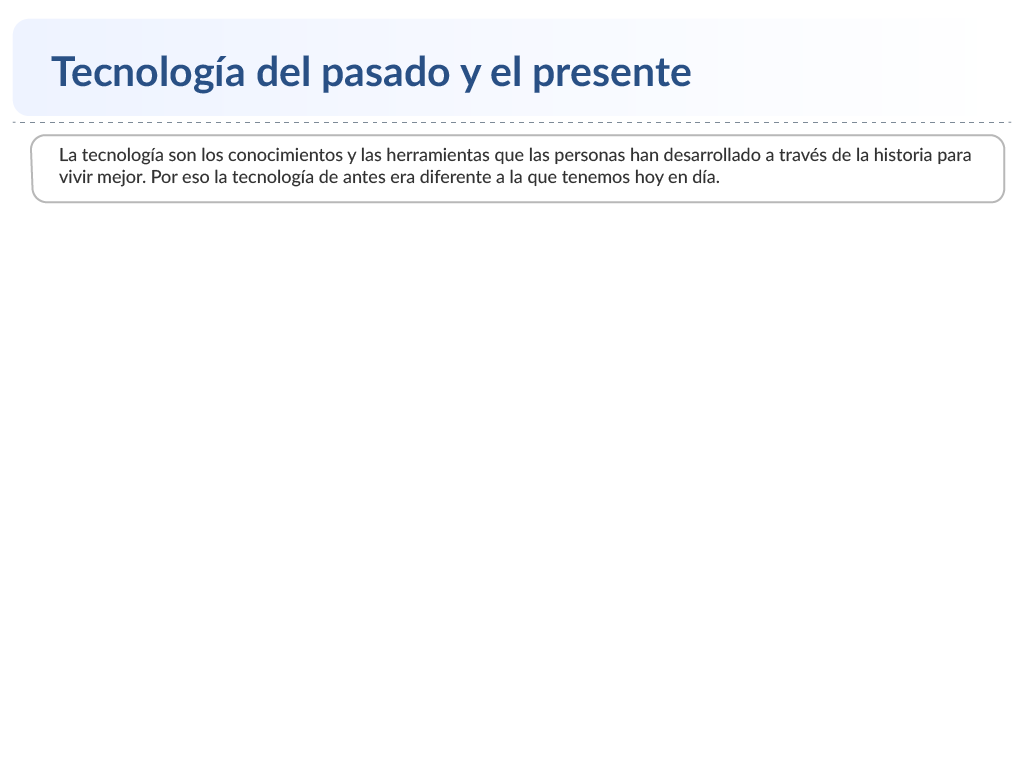 Tecnología del pasado y el presente
La tecnología son los conocimientos y las herramientas que las personas han desarrollado a través de la historia para
vivir mejor. Por eso la tecnología de antes era diferente a la que tenemos hoy en día.